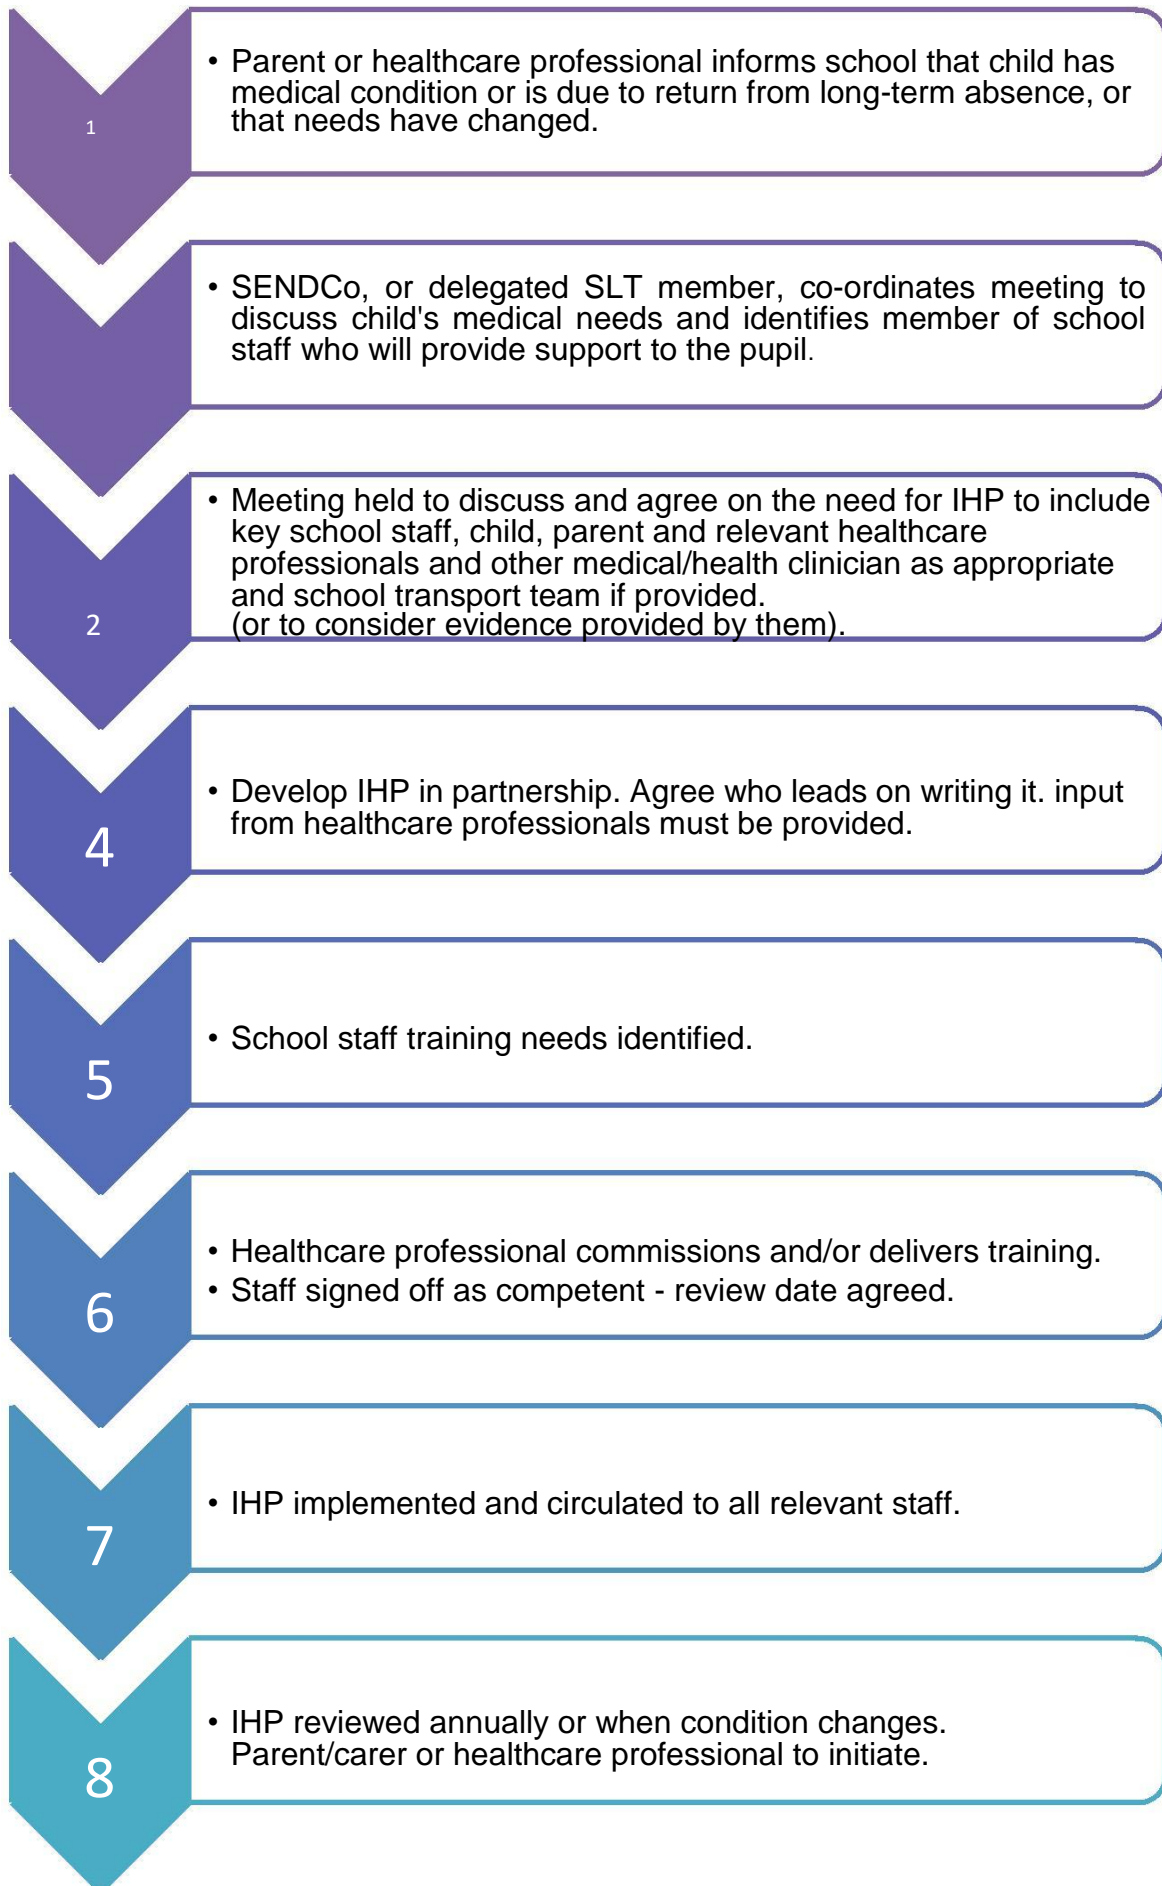 1
• Parent or healthcare professional informs school that child has
medical condition or is due to return from long-term absence, or
that needs have changed.
• SENDCo, or delegated SLT member, co-ordinates meeting to
discuss child's medical needs and identifies member of school
staff who will provide support to the pupil.
2
• Meeting held to discuss and agree on the need for IHP to include
key school staff, child, parent and relevant healthcare
professionals and other medical/health clinician as appropriate
and school transport team if provided.
(or to consider evidence provided by them).
4
• Develop IHP in partnership. Agree who leads on writing it. input
from healthcare professionals must be provided.
5
• School staff training needs identified.
6
• Healthcare professional commissions and/or delivers training.
• Staff signed off as competent - review date agreed.
7
• IHP implemented and circulated to all relevant staff.
8
• IHP reviewed annually or when condition changes.
Parent/carer or healthcare professional to initiate.